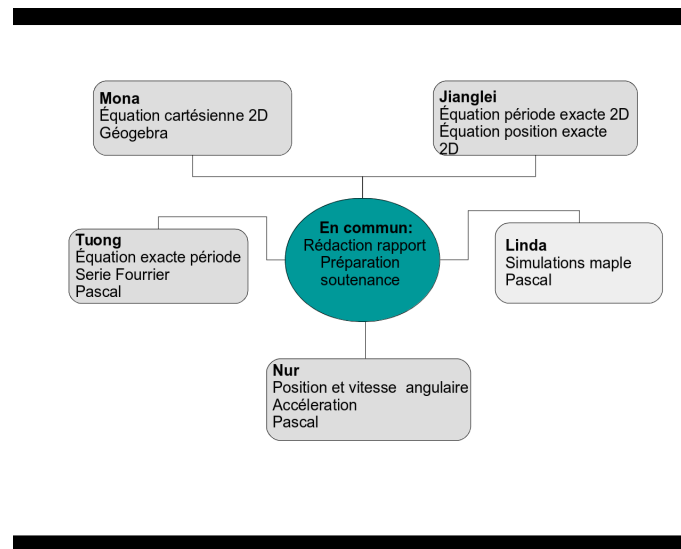 Mona
Équation cartésienne 2D
Géogebra
Jianglei
Équation période exacte 2D
Équation position exacte
2D
En commun:
Rédaction rapport
Préparation
soutenance
Tuong
Équation exacte période
Serie Fourrier
Pascal
Linda
Simulations maple
Pascal
Nur
Position et vitesse  angulaire
Accéleration
Pascal